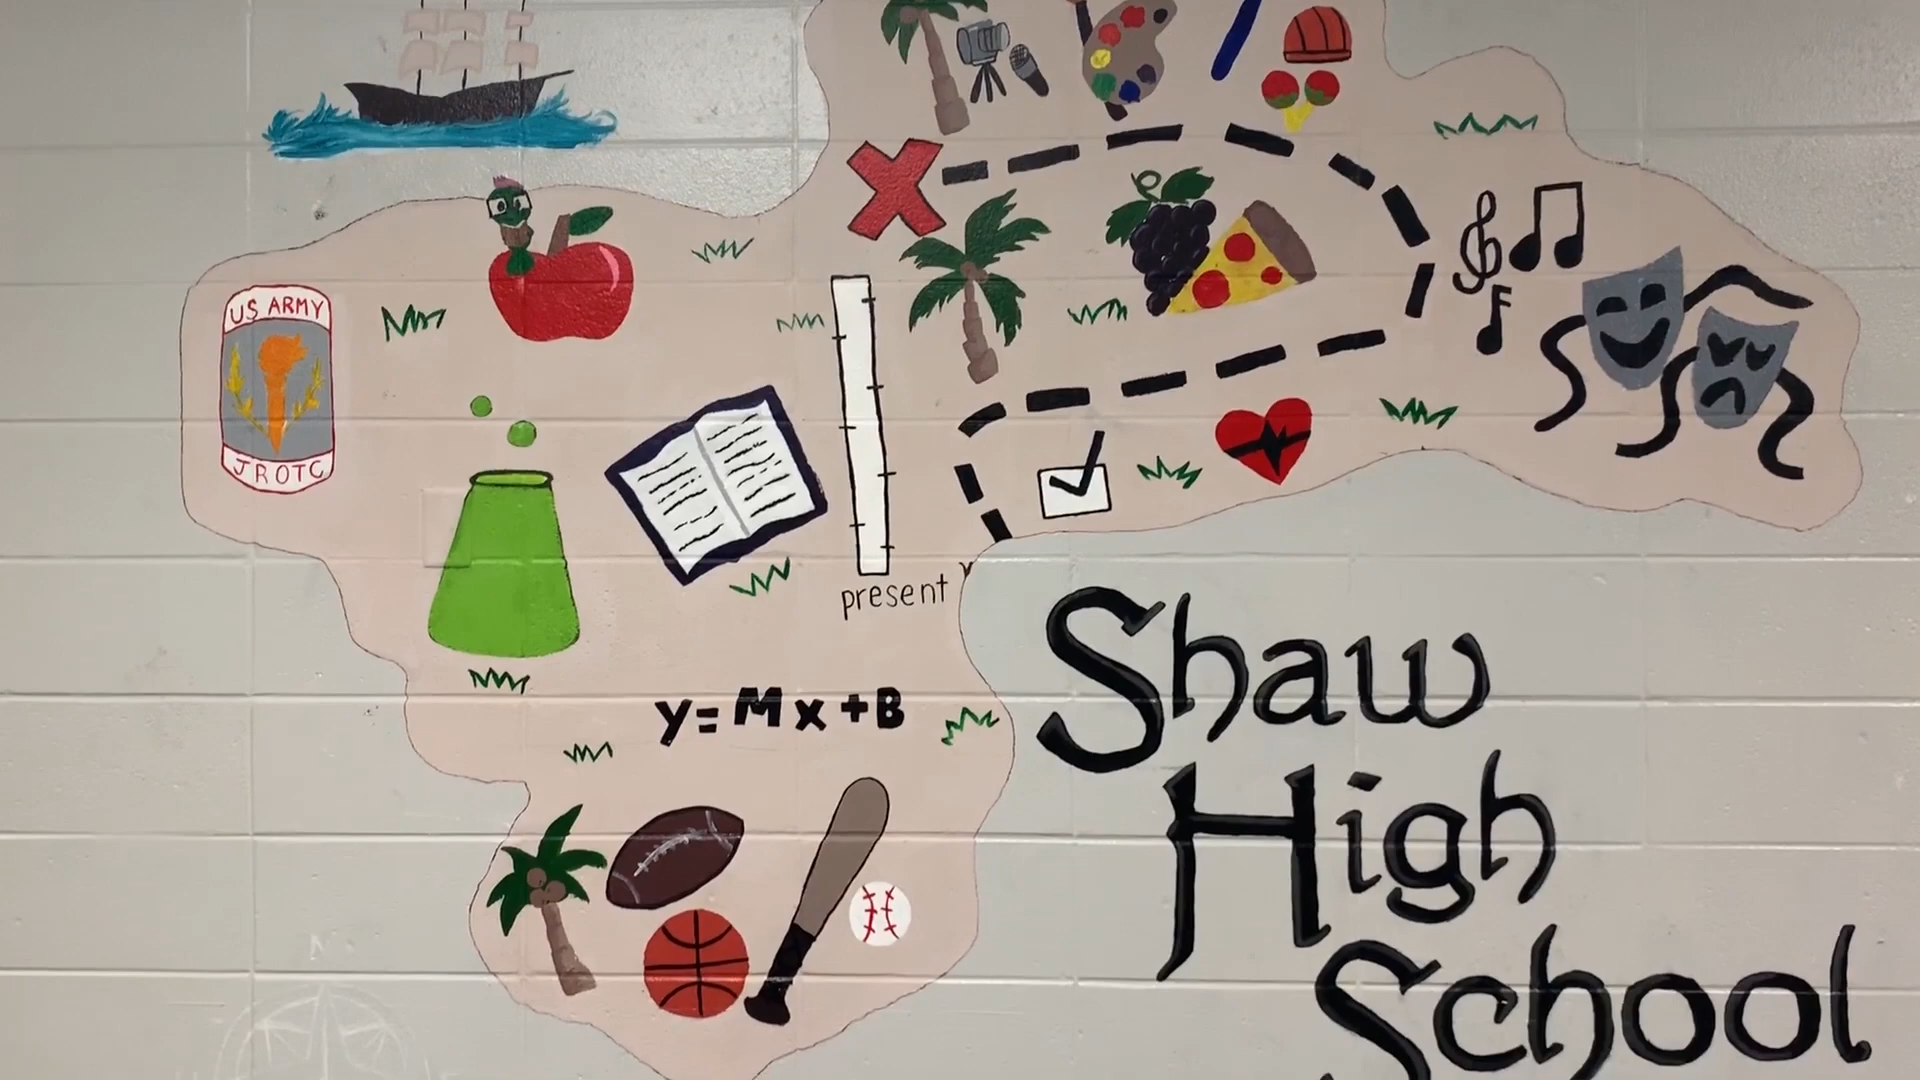 US ARMY
JROTC
present
y=Mx+B
Shaw
High
School